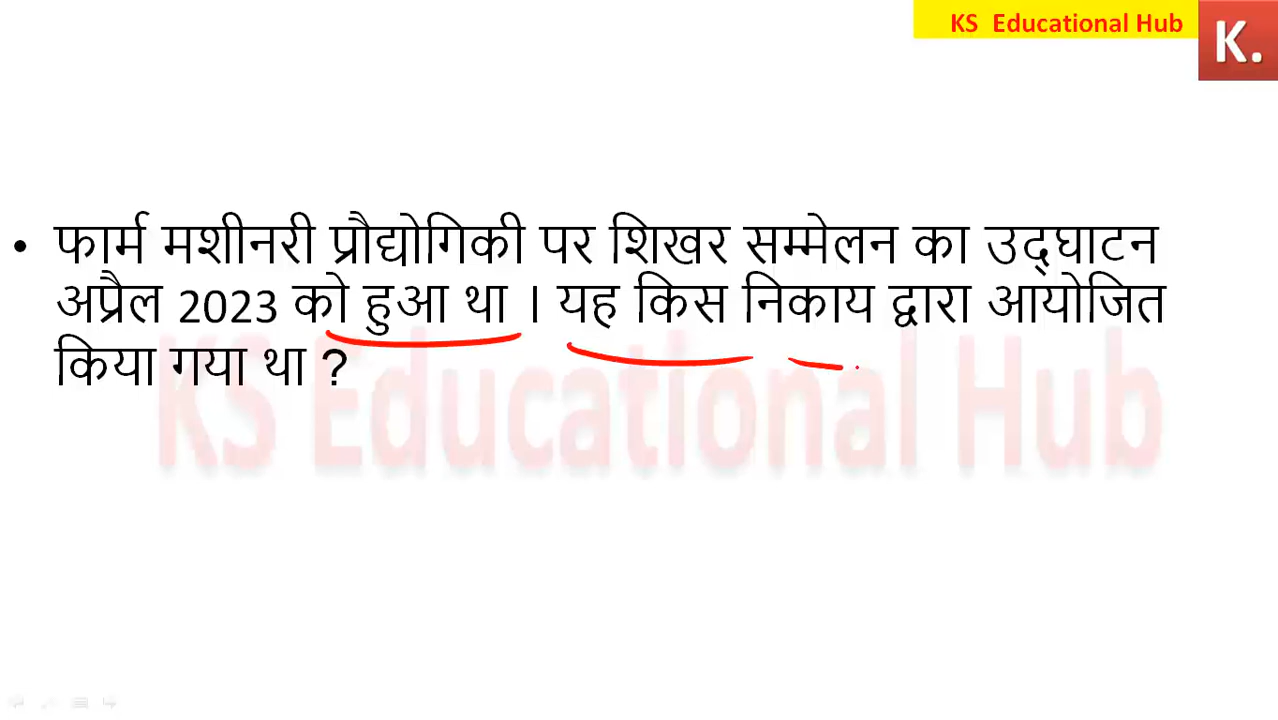 KS Educational Hub
K.
• फार्म मशीनरी प्रौद्योगिकी पर शिखर सम्मेलन का उद्घाटन
अप्रैल 2023 को हुआ था । यह किस निकाय द्वारा आयोजित
किया गया था ?
KS Educational Hub